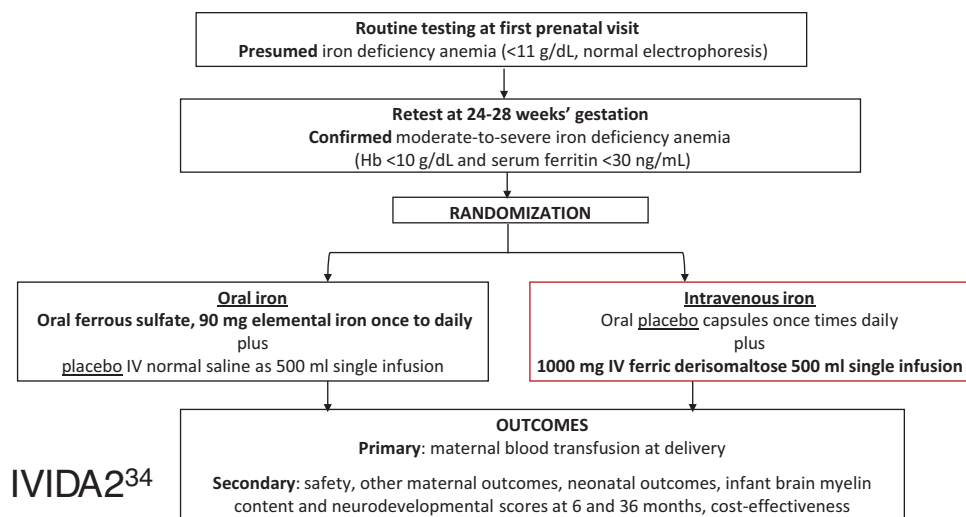 Routine testing at first prenatal visit
Presumed iron deficiency anemia (<11 g/dL, normal electrophoresis)
Retest at 24-28 weeks' gestation
Confirmed moderate-to-severe iron deficiency anemia
(Hb <10 g/dL and serum ferritin <30 ng/mL)
RANDOMIZATION
Oral iron
Oral ferrous sulfate, 90 mg elemental iron once to daily
plus
placebo IV normal saline as 500 ml single infusion
Intravenous iron
Oral placebo capsules once times daily
plus
1000 mg IV ferric derisomaltose 500 ml single infusion
OUTCOMES
Primary: maternal blood transfusion at delivery
Secondary: safety, other maternal outcomes, neonatal outcomes, infant brain myelin
content and neurodevelopmental scores at 6 and 36 months, cost-effectiveness
IVIDA2³⁴